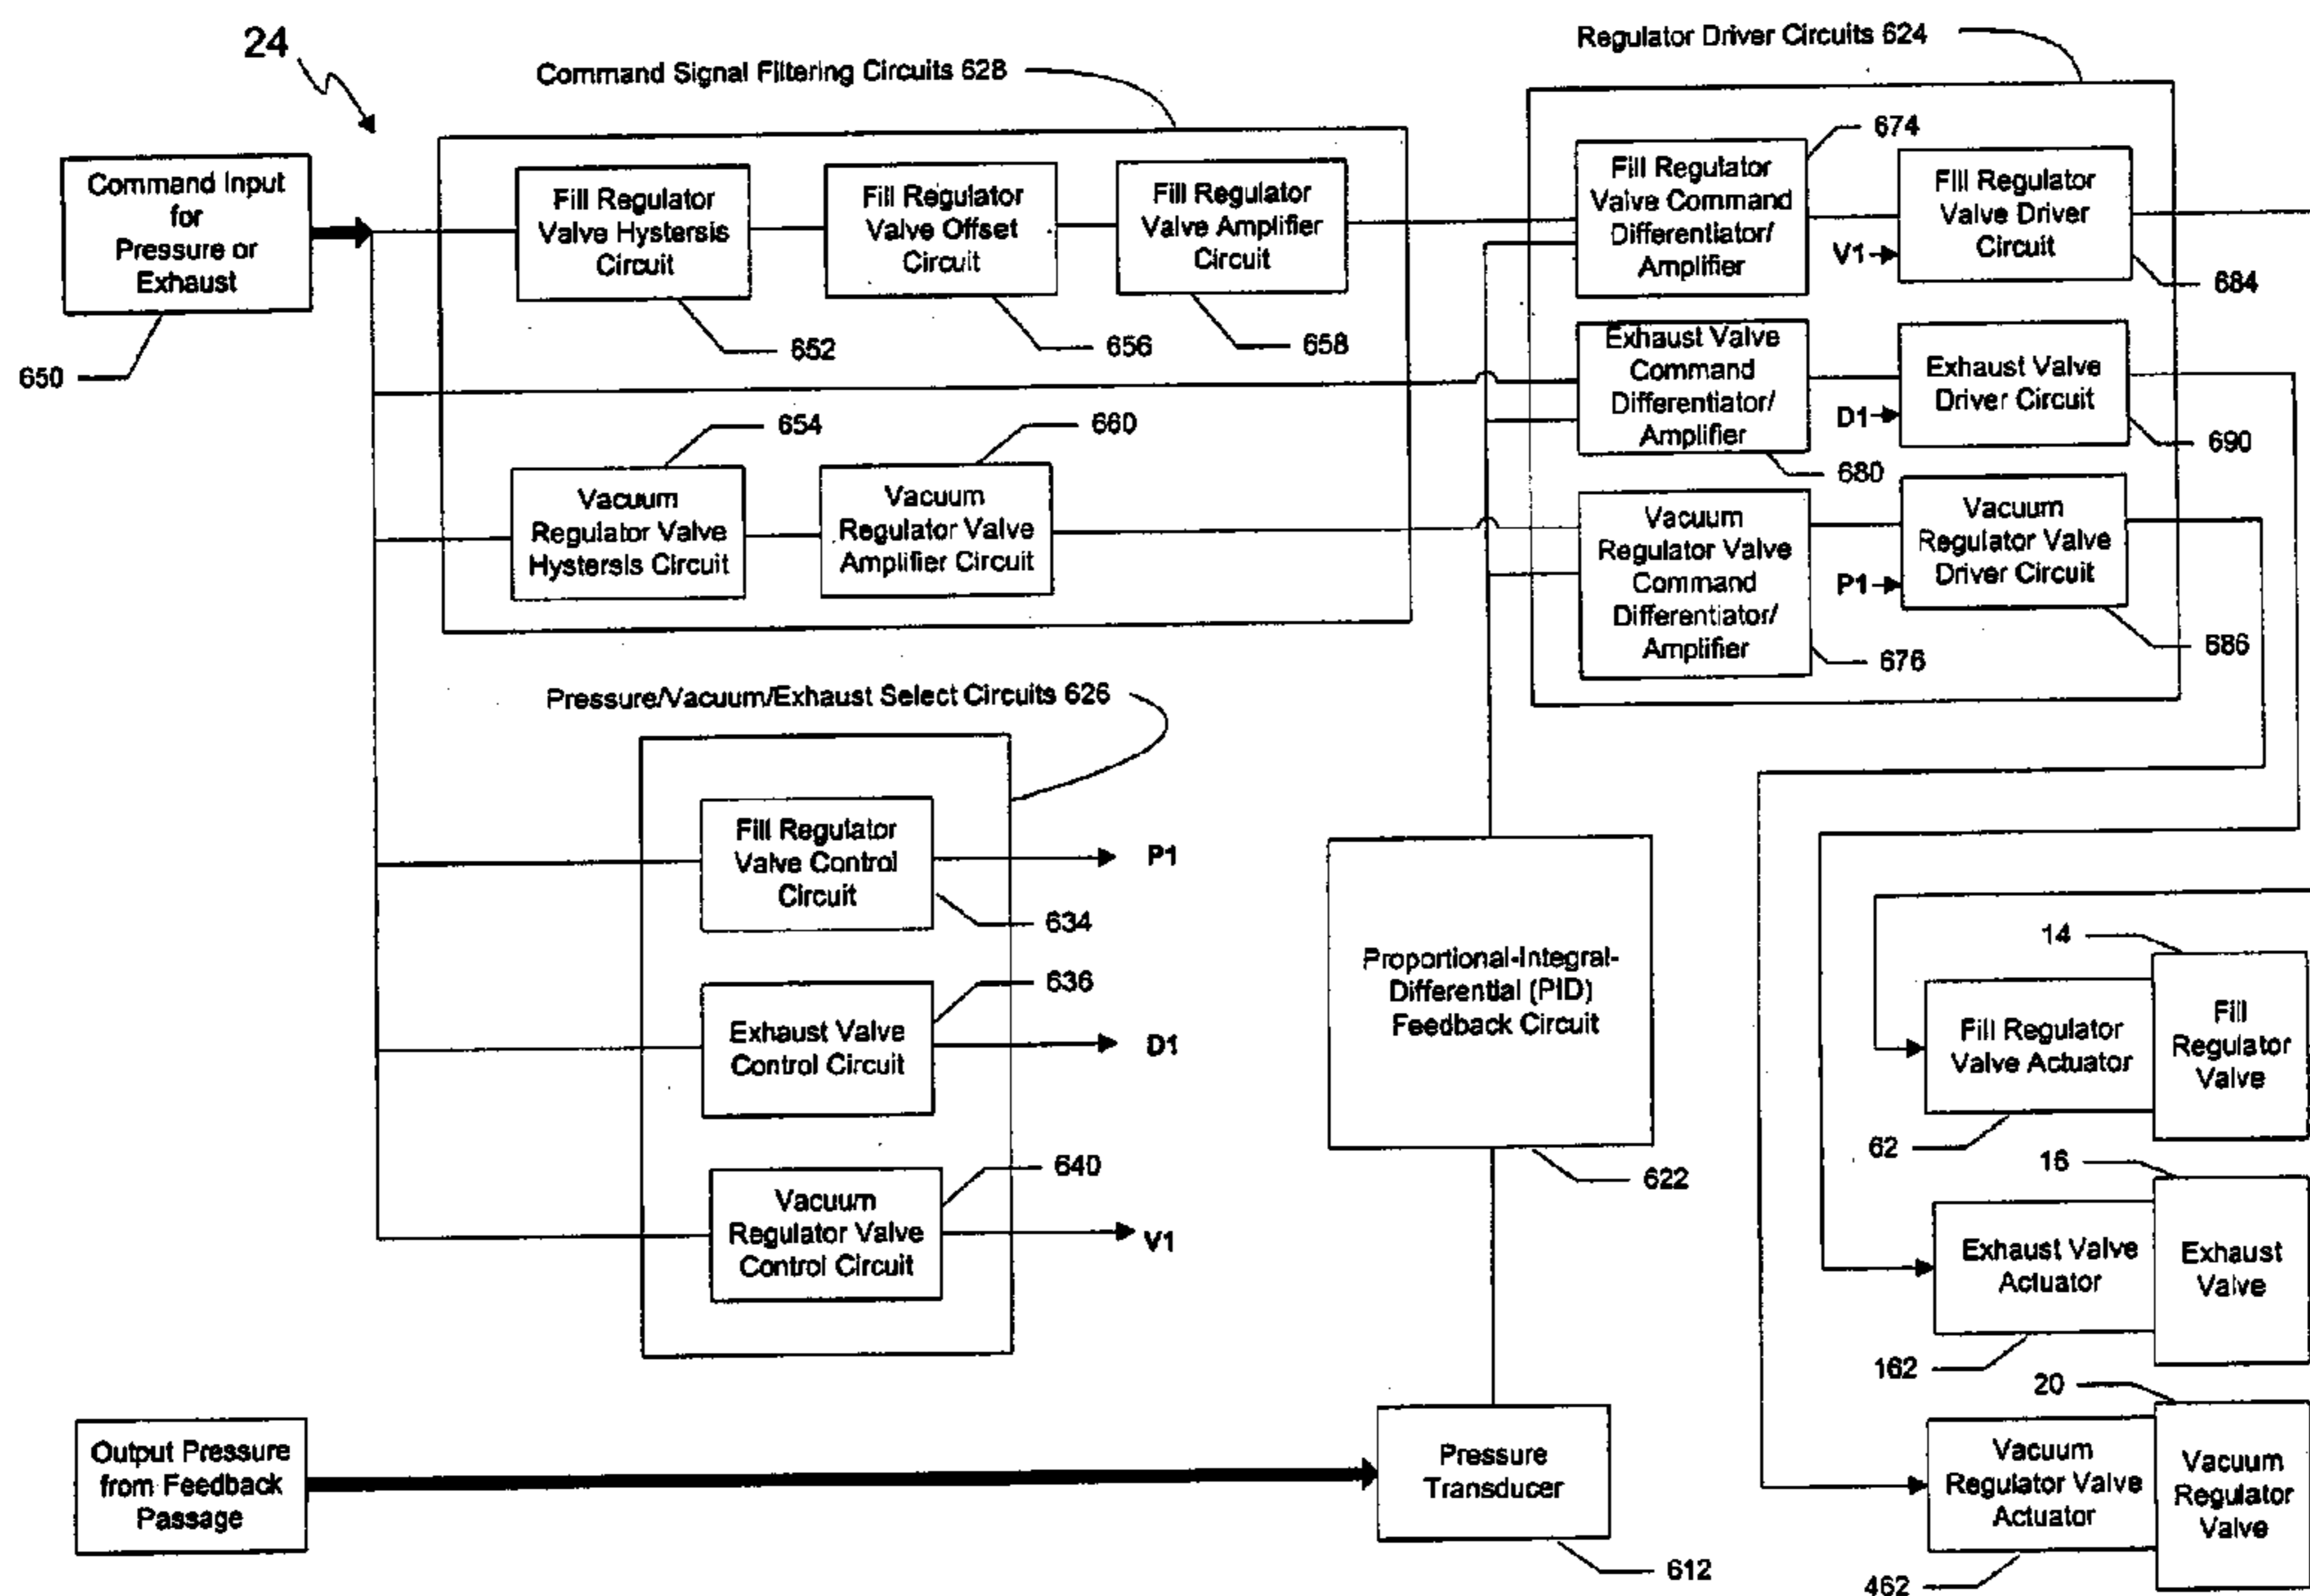 24
Command Signal Filtering Circuits 628
Regulator Driver Circuits 624
Command Input
for
Pressure or
Exhaust
650
Fill Regulator
Valve Hystersis
Circuit
652
Fill Regulator
Valve Offset
Circuit
656
Fill Regulator
Valve Amplifier
Circuit
658
674
Fill Regulator
Valve Command
Differentiator/
Amplifier
Fill Regulator
Valve Driver
Circuit
V1
684
Exhaust Valve
Command
Differentiator/
Amplifier
680
Exhaust Valve
Driver Circuit
D1
690
654
Vacuum
Regulator Valve
Hystersis Circuit
660
Vacuum
Regulator Valve
Amplifier Circuit
Vacuum
Regulator Valve
Command
Differentiator/
Amplifier
676
Vacuum
Regulator Valve
Driver Circuit
P1
686
Pressure/Vacuum/Exhaust Select Circuits 626
Fill Regulator
Valve Control
Circuit
P1
634
636
Exhaust Valve
Control Circuit
D1
640
Vacuum
Regulator Valve
Control Circuit
V1
Proportional-Integral-
Differential (PID)
Feedback Circuit
622
14
Fill Regulator
Valve Actuator
Fill
Regulator
Valve
62
16
Exhaust Valve
Actuator
Exhaust
Valve
162
20
Vacuum
Regulator Valve
Actuator
Vacuum
Regulator
Valve
462
Output Pressure
from Feedback
Passage
Pressure
Transducer
612